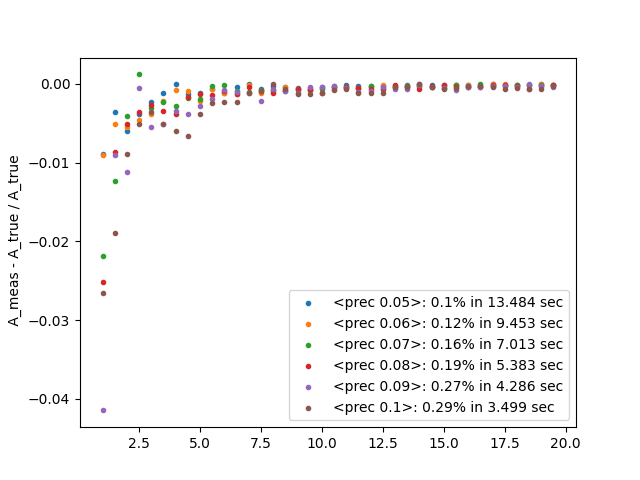 0.00
−0.01
−0.02
−0.03
−0.04
A_meas - A_true / A_true
<prec 0.05>: 0.1% in 13.484 sec
<prec 0.06>: 0.12% in 9.453 sec
<prec 0.07>: 0.16% in 7.013 sec
<prec 0.08>: 0.19% in 5.383 sec
<prec 0.09>: 0.27% in 4.286 sec
<prec 0.1>: 0.29% in 3.499 sec
2.5 5.0 7.5 10.0 12.5 15.0 17.5 20.0